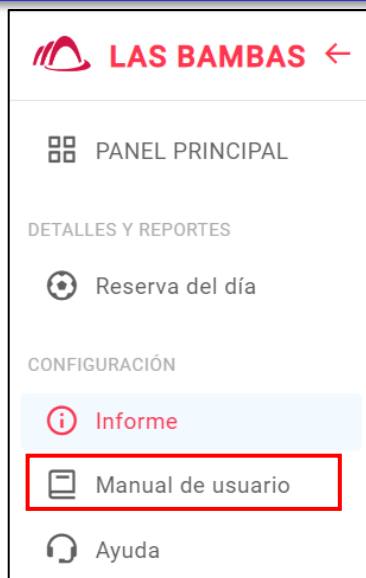 LAS BAMBAS
PANEL PRINCIPAL
DETALLES Y REPORTES
Reserva del día
CONFIGURACIÓN
Informe
Manual de usuario
Ayuda